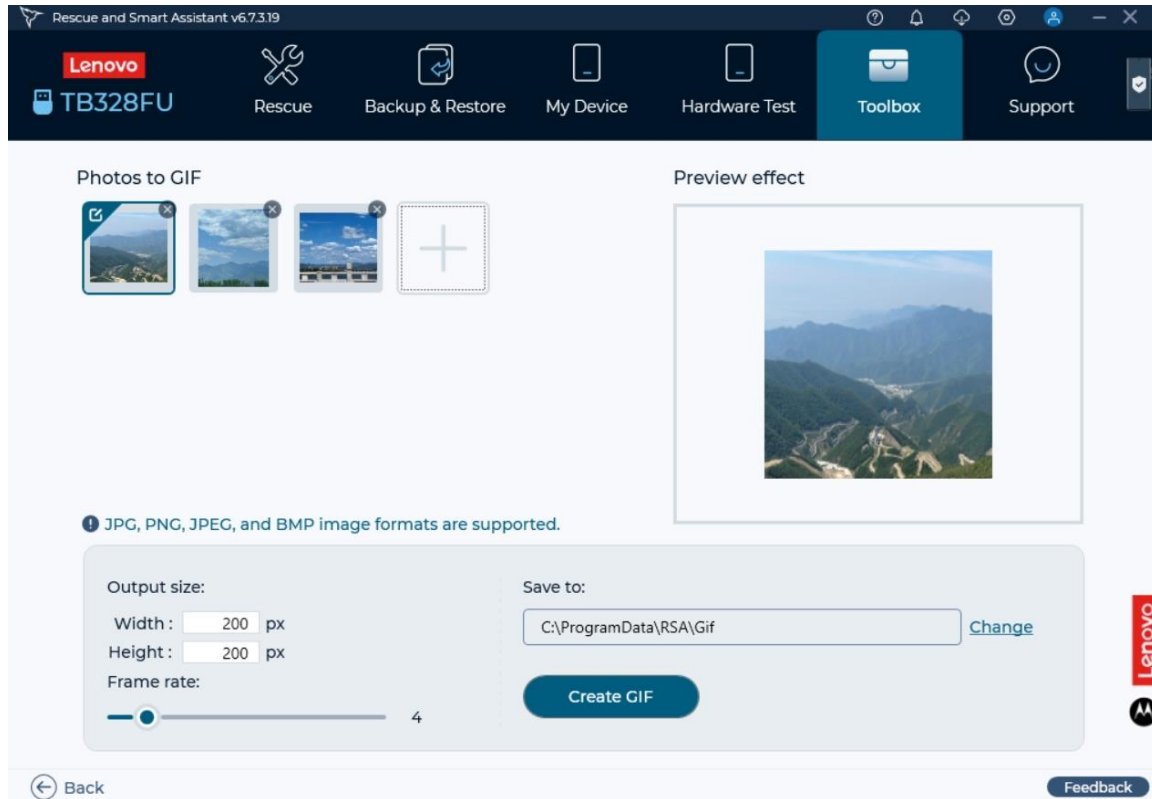 Rescue and Smart Assistant v6.7.3.19
Lenovo
TB328FU
Rescue
Backup & Restore
My Device
Hardware Test
Toolbox
Support
Photos to GIF
Preview effect
JPG, PNG, JPEG, and BMP image formats are supported.
Output size:
Width : 200 px
Height : 200 px
Frame rate:
4
Save to:
C:\ProgramData\RSA\Gif
Change
Create GIF
Lenovo
Back
Feedback